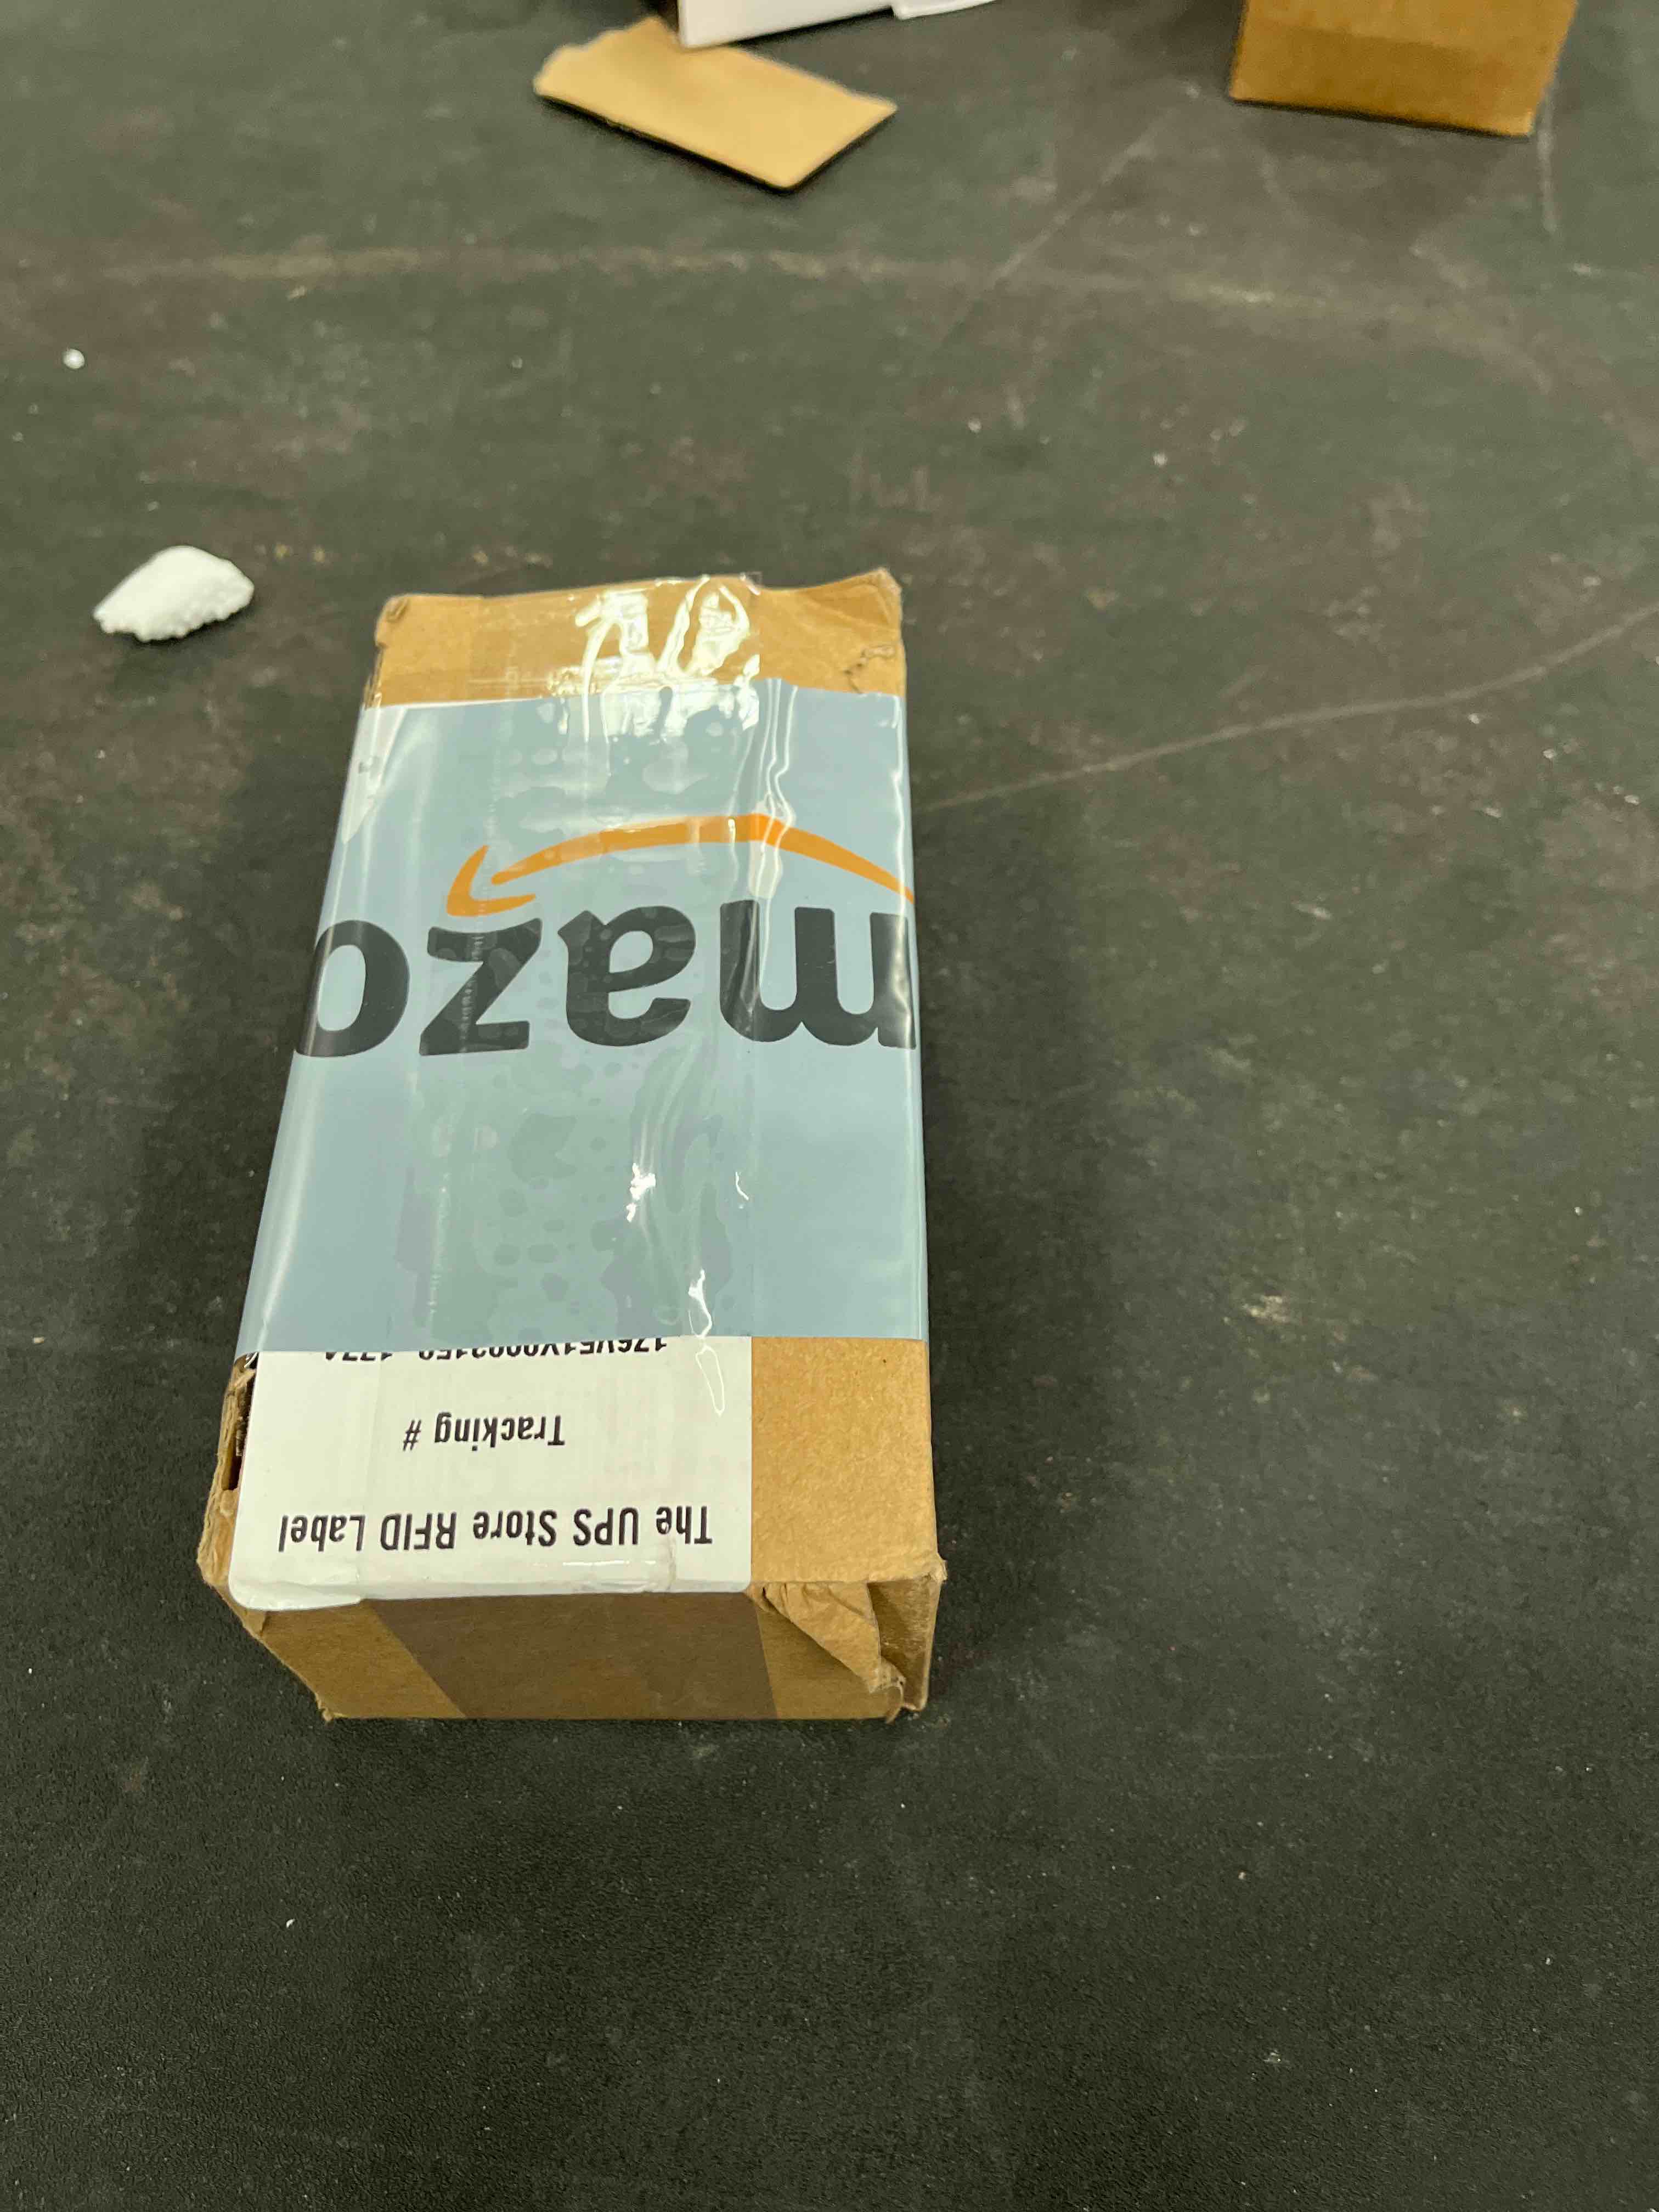 The UPS Store RFID Label
Tracking #
mazo